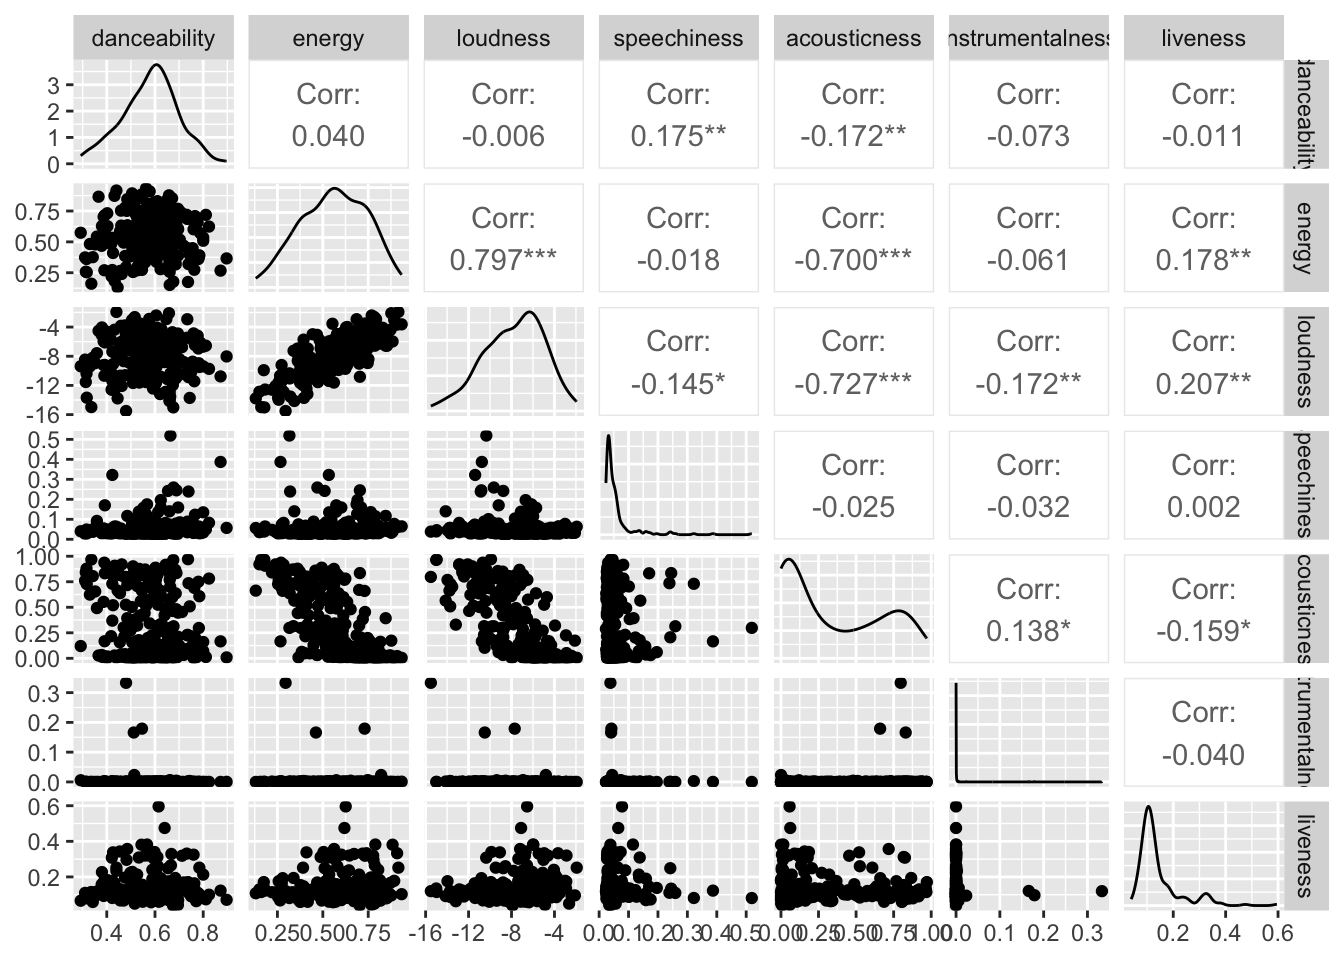 danceability energy loudness speechiness acousticness nstrumentalness liveness
3
2
1
0
Corr:
0.040
Corr:
-0.006
Corr:
0.175**
Corr:
-0.172**
Corr:
-0.073
Corr:
-0.011
danceability
0.75
0.50
0.25
Corr:
0.797***
Corr:
-0.018
Corr:
-0.700***
Corr:
-0.061
Corr:
0.178**
energy
-4
-8
-12
-16
Corr:
-0.145*
Corr:
-0.727***
Corr:
-0.172**
Corr:
0.207**
loudness
0.5
0.4
0.3
0.2
0.1
0.0
Corr:
-0.025
Corr:
-0.032
Corr:
0.002
peechines
1.00
0.75
0.50
0.25
0.00
Corr:
0.138*
Corr:
-0.159*
cousticnes
0.3
0.2
0.1
0.0
Corr:
-0.040
rumentaln
0.6
0.4
0.2
liveness
0.4 0.6 0.8 0.25 0.50 0.75 -16 -12 -8 -4 0.0 0.1 0.2 0.3 0.4 0.5 0.00 0.25 0.50 0.75 1.00 0.0 0.1 0.2 0.3 0.2 0.4 0.6